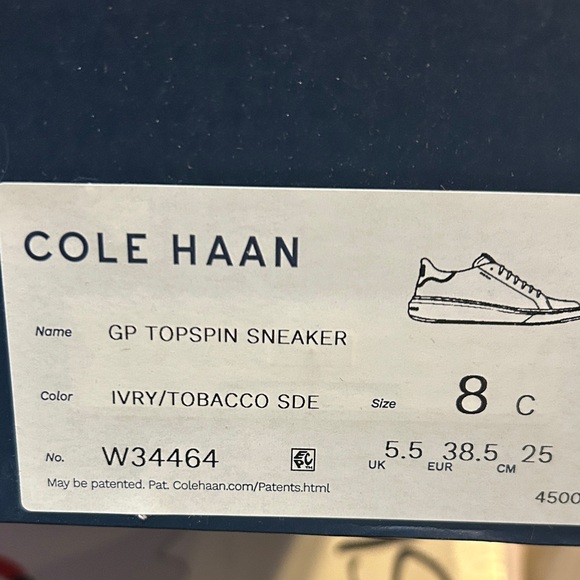 COLE HAAN
Name GP TOPSPIN SNEAKER
Color IVRY/TOBACCO SDE Size 8 C
No. W34464 UK 5.5 EUR 38.5 CM 25
May be patented. Pat. Colehaan.com/Patents.html
4500